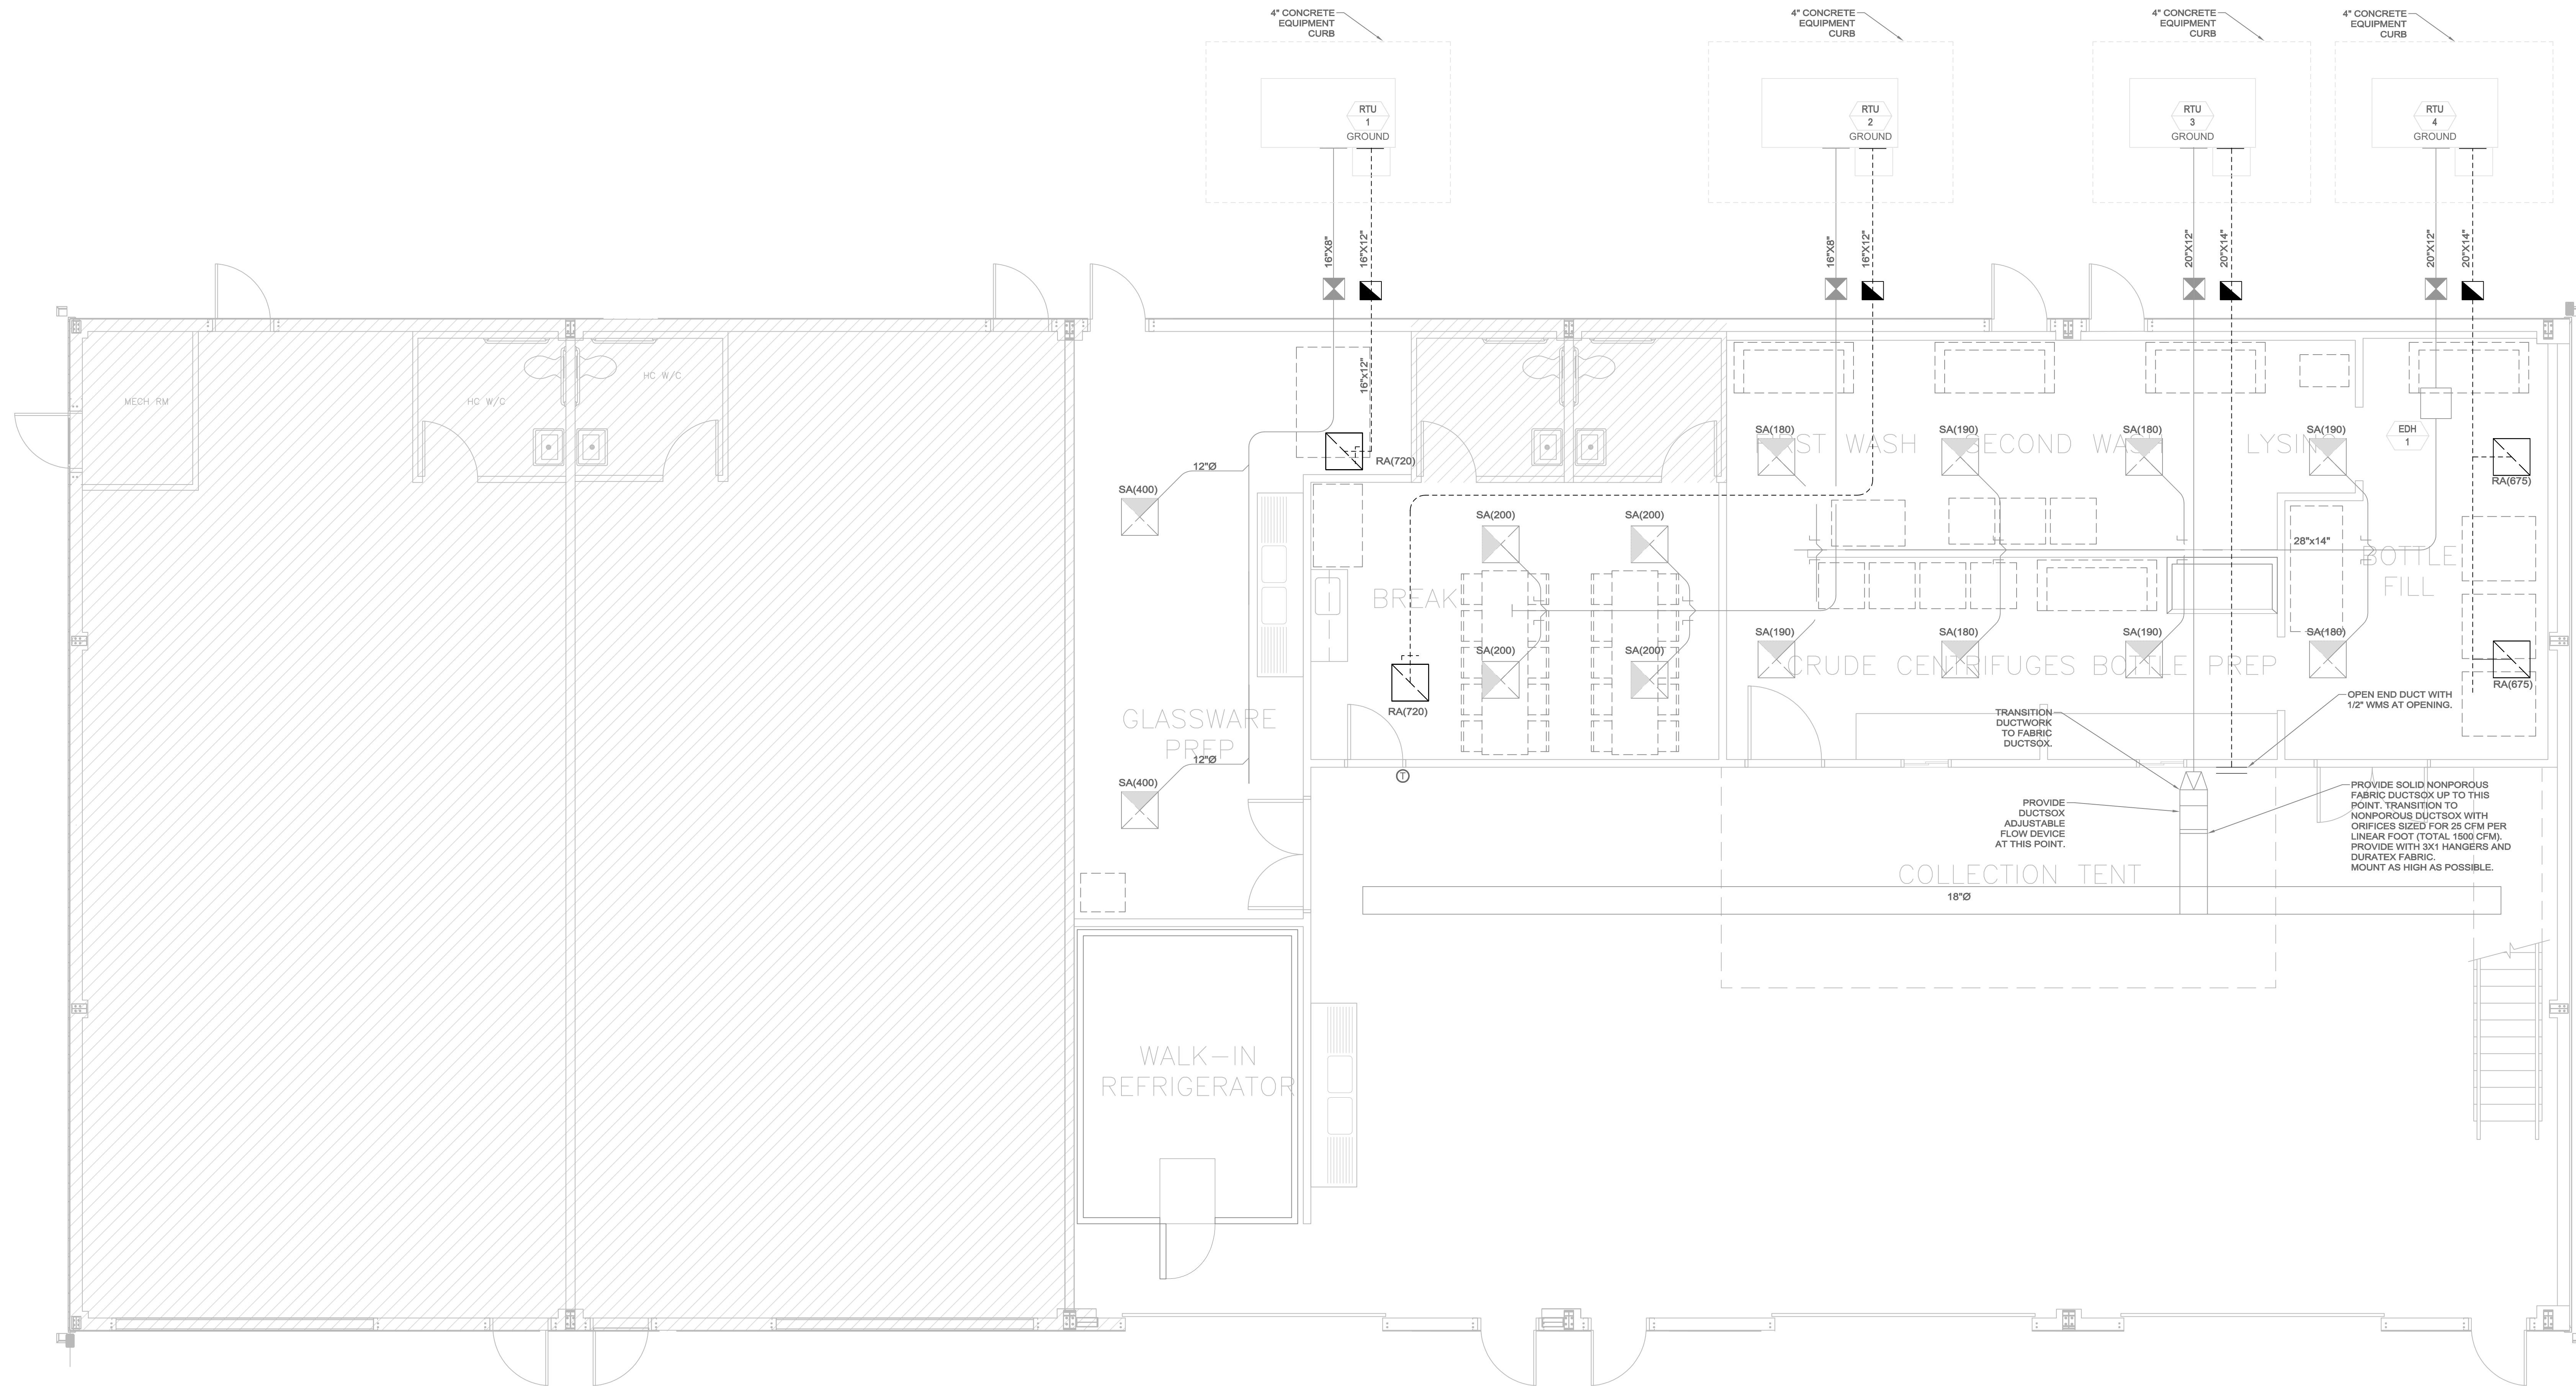 4" CONCRETE
EQUIPMENT
CURB
4" CONCRETE
EQUIPMENT
CURB
4" CONCRETE
EQUIPMENT
CURB
4" CONCRETE
EQUIPMENT
CURB
RTU
1
GROUND
RTU
2
GROUND
RTU
3
GROUND
RTU
4
GROUND
16"X8"
16"X12"
16"X8"
16"X12"
20"X12"
20"X14"
20"X12"
20"X14"
16"x12"
MECH RM
HC W/C
HC W/C
RA(720)
12"Ø
SA(400)
SA(180)
SA(190)
SA(180)
SA(190)
EDH
1
FIRST WASH
SECOND WASH
LYSING
RA(675)
SA(200)
SA(200)
28"x14"
BOTTLE
FILL
BREAK
SA(200)
SA(200)
SA(190)
SA(180)
SA(190)
SA(180)
CRUDE CENTRIFUGES
BOTTLE PREP
RA(675)
RA(720)
GLASSWARE
PREP
12"Ø
SA(400)
T
TRANSITION
DUCTWORK
TO FABRIC
DUCTSOX.
OPEN END DUCT WITH
1/2" WMS AT OPENING.
PROVIDE
DUCTSOX
ADJUSTABLE
FLOW DEVICE
AT THIS POINT.
PROVIDE SOLID NONPOROUS
FABRIC DUCTSOX UP TO THIS
POINT. TRANSITION TO
NONPOROUS DUCTSOX WITH
ORIFICES SIZED FOR 25 CFM PER
LINEAR FOOT (TOTAL 1500 CFM).
PROVIDE WITH 3X1 HANGERS AND
DURATEX FABRIC.
MOUNT AS HIGH AS POSSIBLE.
COLLECTION TENT
18"Ø
WALK-IN
REFRIGERATOR